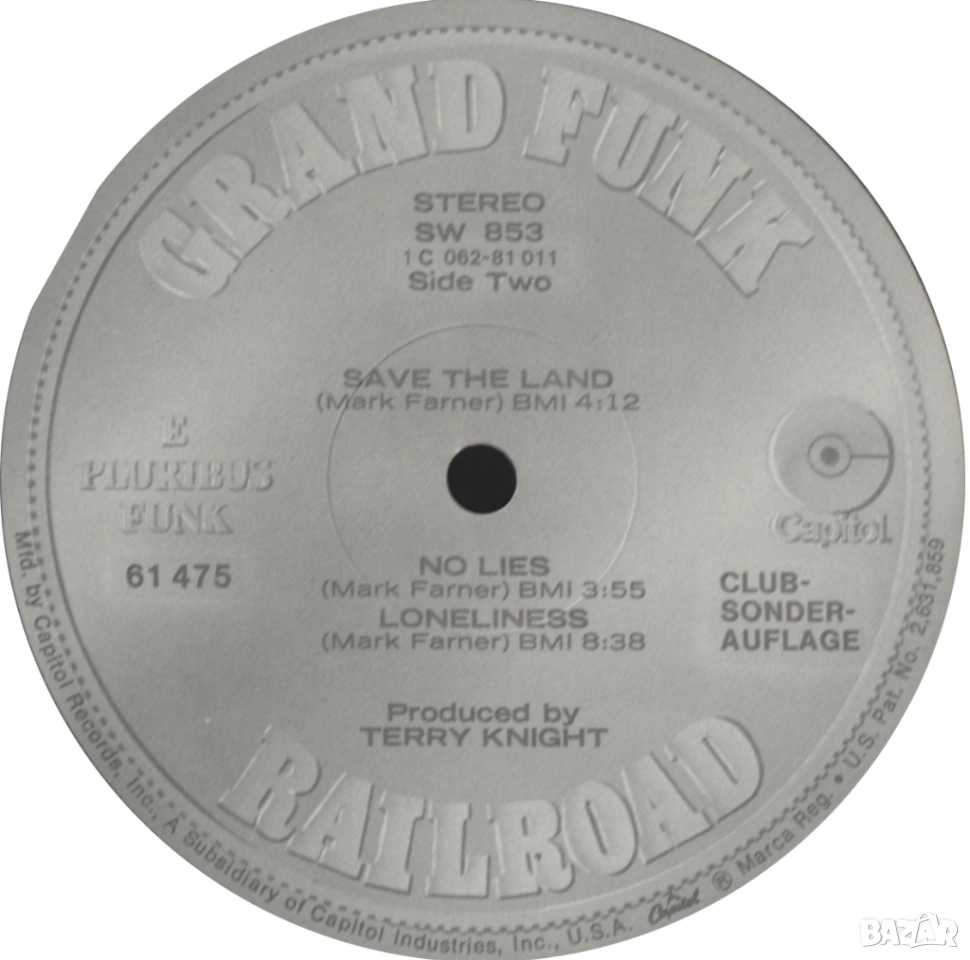 GRAND FUNK
STEREO
SW 853
1 C 062-81 011
Side Two
SAVE THE LAND
(Mark Farner) BMI 4:12
E
PLURIBUS
FUNK
61 475
Capitol
NO LIES
(Mark Farner) BMI 3:55
LONELINESS
(Mark Farner) BMI 8:38
CLUB-
SONDER-
AUFLAGE
Produced by
TERRY KNIGHT
RAILROAD
Mfd. by Capitol Records, Inc., A Subsidiary of Capitol Industries, Inc., U.S.A. Capitol ® Marca Reg. • U.S. Pat. No. 2,631,859
BAZAR